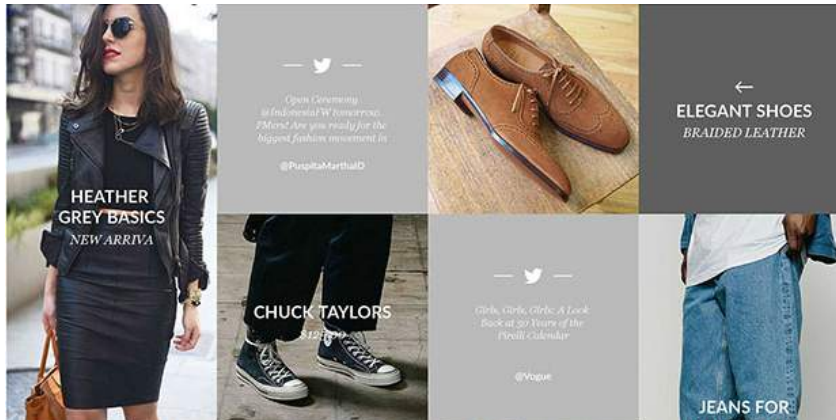 HEATHER
GREY BASICS
NEW ARRIVA
Open Ceremony
@IndonesiaFW tomorrow,
FMers! Are you ready for the
biggest fashion movement in
@PuspitaMarthaID
ELEGANT SHOES
BRAIDED LEATHER
CHUCK TAYLORS
Girls, Girls, Girls: A Look
Back at 50 Years of the
Pirelli Calendar
@Vogue
JEANS FOR